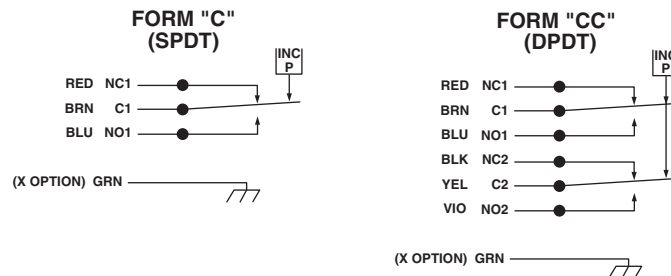 FORM "C"
(SPDT)
INC
P
RED NC1
BRN C1
BLU NO1
(X OPTION) GRN
FORM "CC"
(DPDT)
INC
P
RED NC1
BRN C1
BLU NO1
BLK NC2
YEL C2
VIO NO2
(X OPTION) GRN